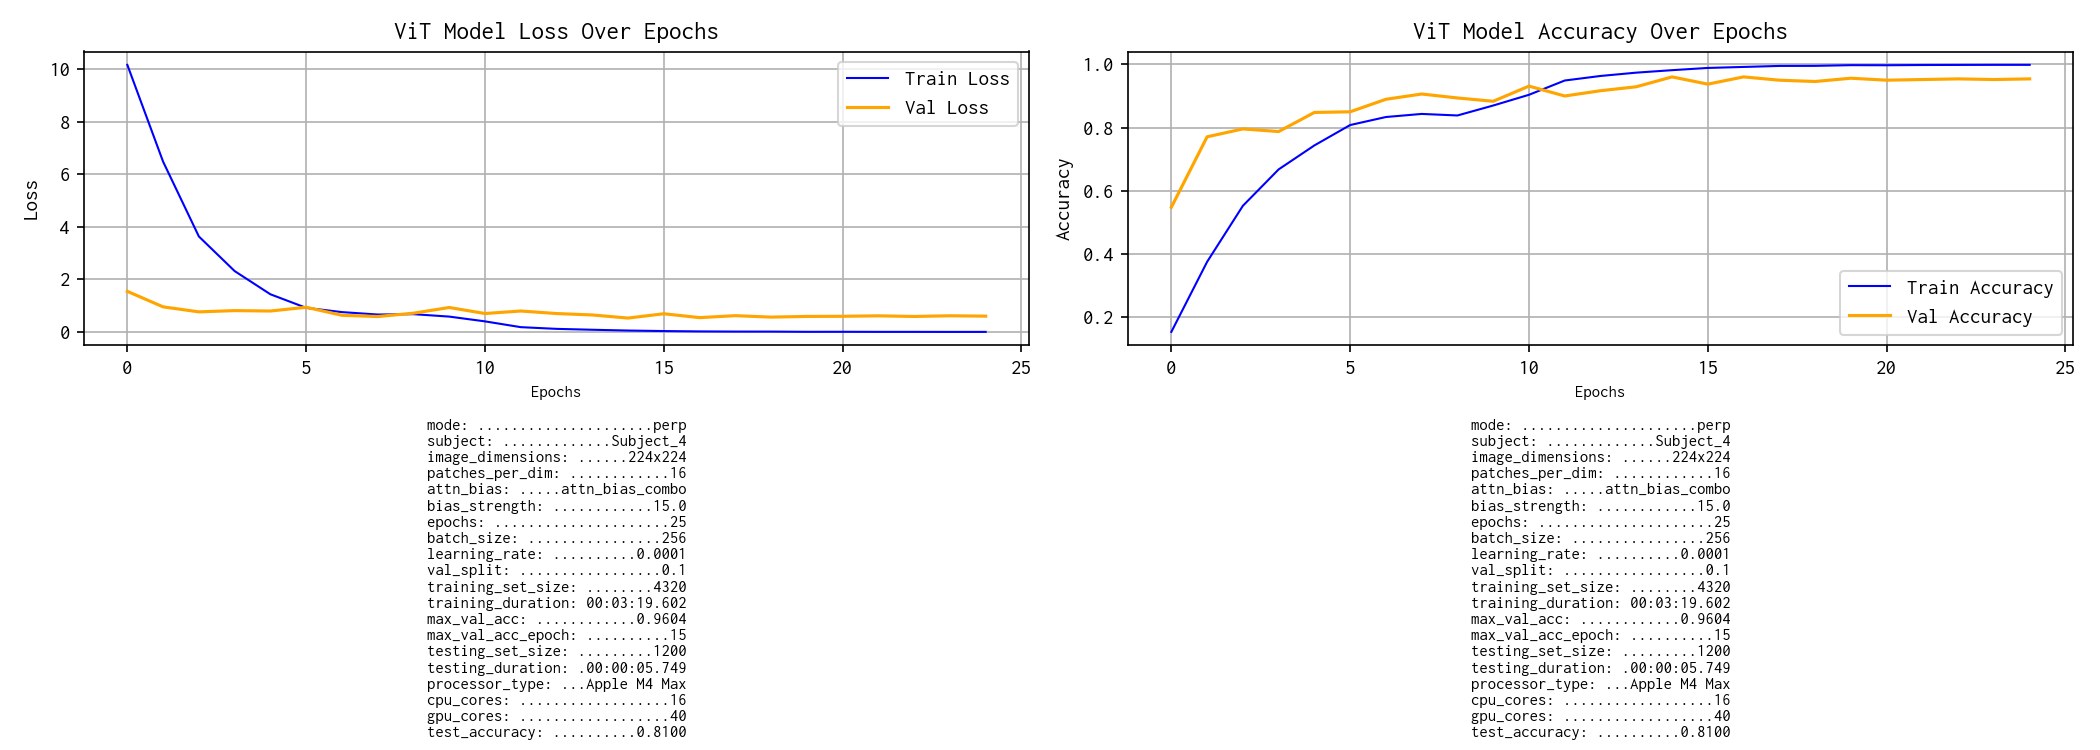 ViT Model Loss Over Epochs
Loss
10
8
6
4
2
0
Train Loss
Val Loss
0 5 10 15 20 25
Epochs
mode: .....................perp
subject: .............Subject_4
image_dimensions: ......224x224
patches_per_dim: ............16
attn_bias: .....attn_bias_combo
bias_strength: ............15.0
epochs: .....................25
batch_size: ................256
learning_rate: ..........0.0001
val_split: .................0.1
training_set_size: ........4320
training_duration: 00:03:19.602
max_val_acc: ............0.9604
max_val_acc_epoch: ..........15
testing_set_size: .........1200
testing_duration: .00:00:05.749
processor_type: ...Apple M4 Max
cpu_cores: ..................16
gpu_cores: ..................40
test_accuracy: ..........0.8100
ViT Model Accuracy Over Epochs
Accuracy
1.0
0.8
0.6
0.4
0.2
Train Accuracy
Val Accuracy
0 5 10 15 20 25
Epochs
mode: .....................perp
subject: .............Subject_4
image_dimensions: ......224x224
patches_per_dim: ............16
attn_bias: .....attn_bias_combo
bias_strength: ............15.0
epochs: .....................25
batch_size: ................256
learning_rate: ..........0.0001
val_split: .................0.1
training_set_size: ........4320
training_duration: 00:03:19.602
max_val_acc: ............0.9604
max_val_acc_epoch: ..........15
testing_set_size: .........1200
testing_duration: .00:00:05.749
processor_type: ...Apple M4 Max
cpu_cores: ..................16
gpu_cores: ..................40
test_accuracy: ..........0.8100